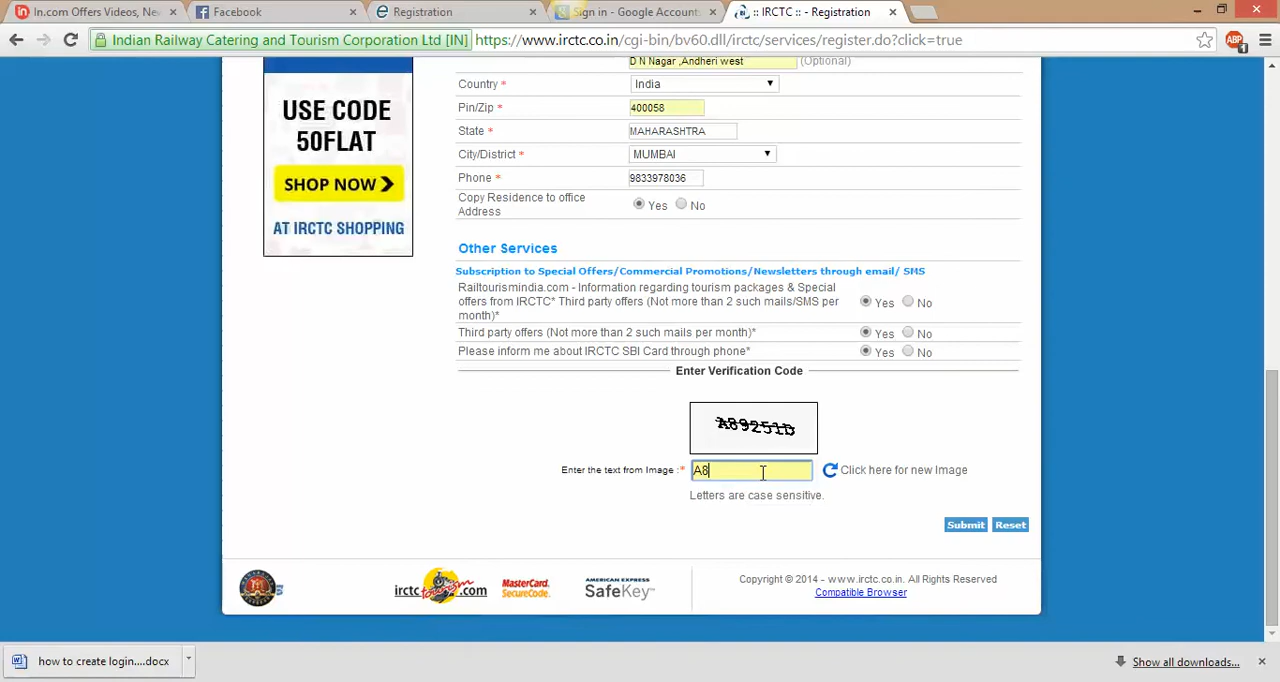 In.com Offers Videos, Ne
Facebook
Registration
Sign in - Google Account
:: IRCTC :: - Registration
Indian Railway Catering and Tourism Corporation Ltd [IN]
https://www.irctc.co.in/cgi-bin/bv60.dll/irctc/services/register.do?click=true
ABP
1
USE CODE
50FLAT
SHOP NOW
AT IRCTC SHOPPING
D N Nagar ,Andheri west (Optional)
Country * India
Pin/Zip * 400058
State * MAHARASHTRA
City/District * MUMBAI
Phone * 9833978036
Copy Residence to office
Address
Yes No
Other Services
Subscription to Special Offers/Commercial Promotions/Newsletters through email/ SMS
Railtourismindia.com - Information regarding tourism packages & Special
offers from IRCTC* Third party offers (Not more than 2 such mails/SMS per
month)*
Yes No
Third party offers (Not more than 2 such mails per month)* Yes No
Please inform me about IRCTC SBI Card through phone* Yes No
Enter Verification Code
A89251D
Enter the text from Image :* A8 Click here for new Image
Letters are case sensitive.
Submit Reset
irctc tourism .com
MasterCard.
SecureCode.
AMERICAN EXPRESS
SafeKey
Copyright © 2014 - www.irctc.co.in. All Rights Reserved
Compatible Browser
how to create login....docx
Show all downloads...